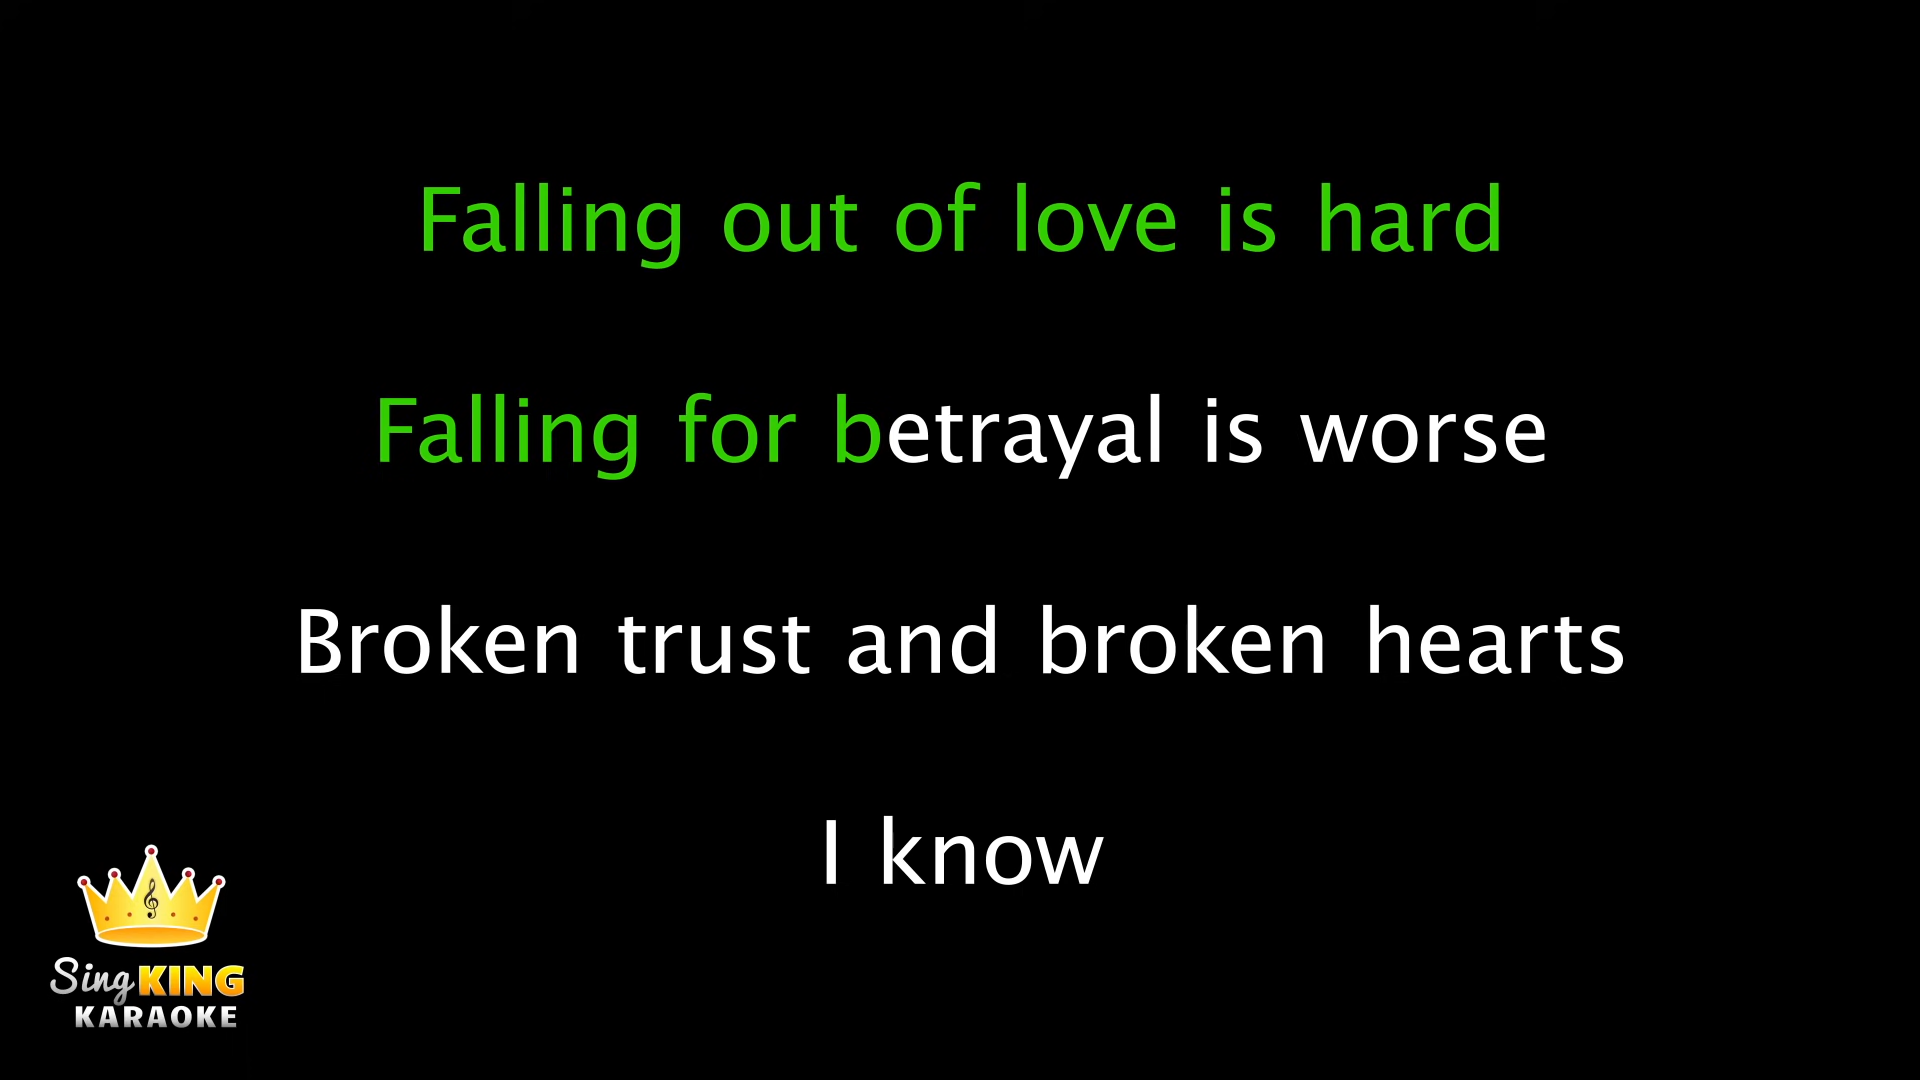 Falling out of love is hard
Falling for betrayal is worse
Broken trust and broken hearts
I know
Sing KING
KARAOKE